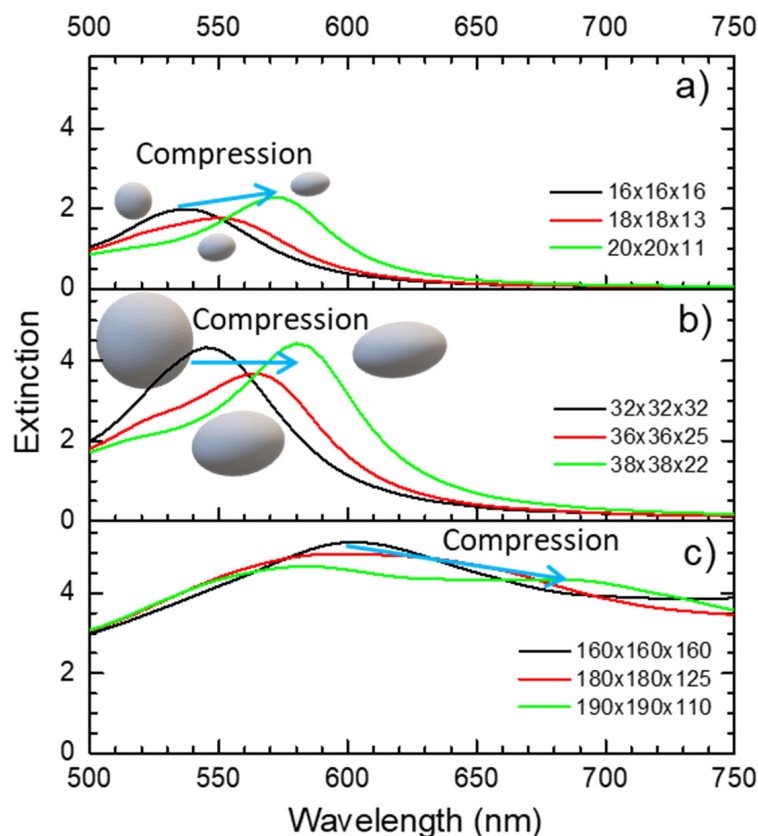 500 550 600 650 700 750
a)
4
Compression
2
16x16x16
18x18x13
20x20x11
0
b)
Compression
4
32x32x32
2
36x36x25
38x38x22
0
c)
Compression
4
160x160x160
2
180x180x125
190x190x110
0
500 550 600 650 700 750
Extinction
Wavelength (nm)